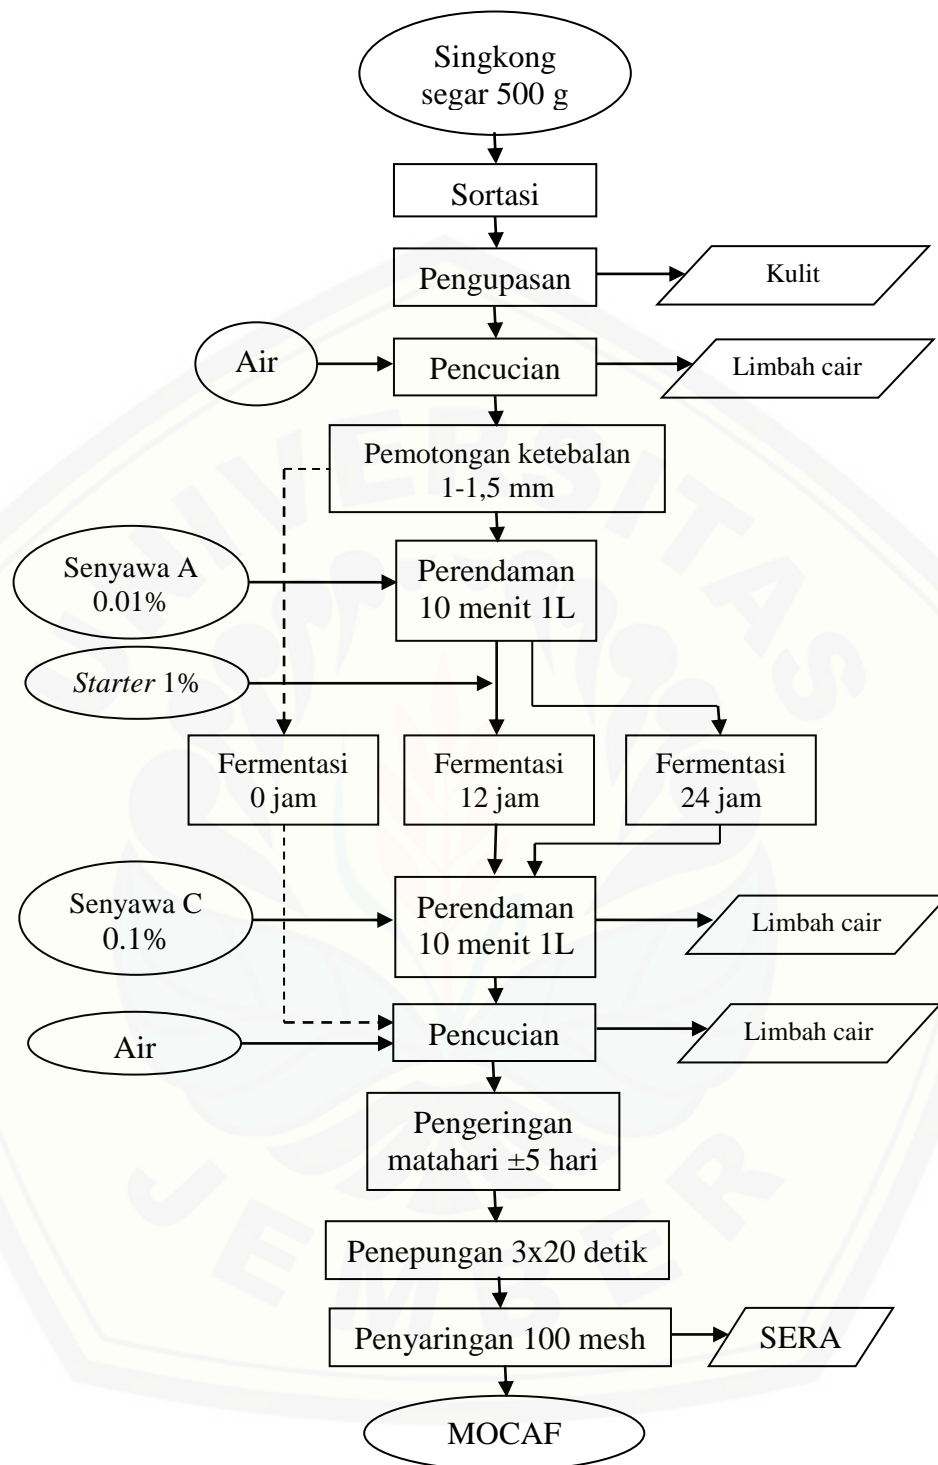 Singkong
segar 500 g
Sortasi
Pengupasan
Kulit
Air
Pencucian
Limbah cair
Pemotongan ketebalan
1-1,5 mm
Senyawa A
0.01%
Perendaman
10 menit 1L
Starter 1%
Fermentasi
0 jam
Fermentasi
12 jam
Fermentasi
24 jam
Senyawa C
0.1%
Perendaman
10 menit 1L
Limbah cair
Air
Pencucian
Limbah cair
Pengeringan
matahari ±5 hari
Penepungan 3x20 detik
Penyaringan 100 mesh
SERA
MOCAF
UNIVERSITAS
JEMBER